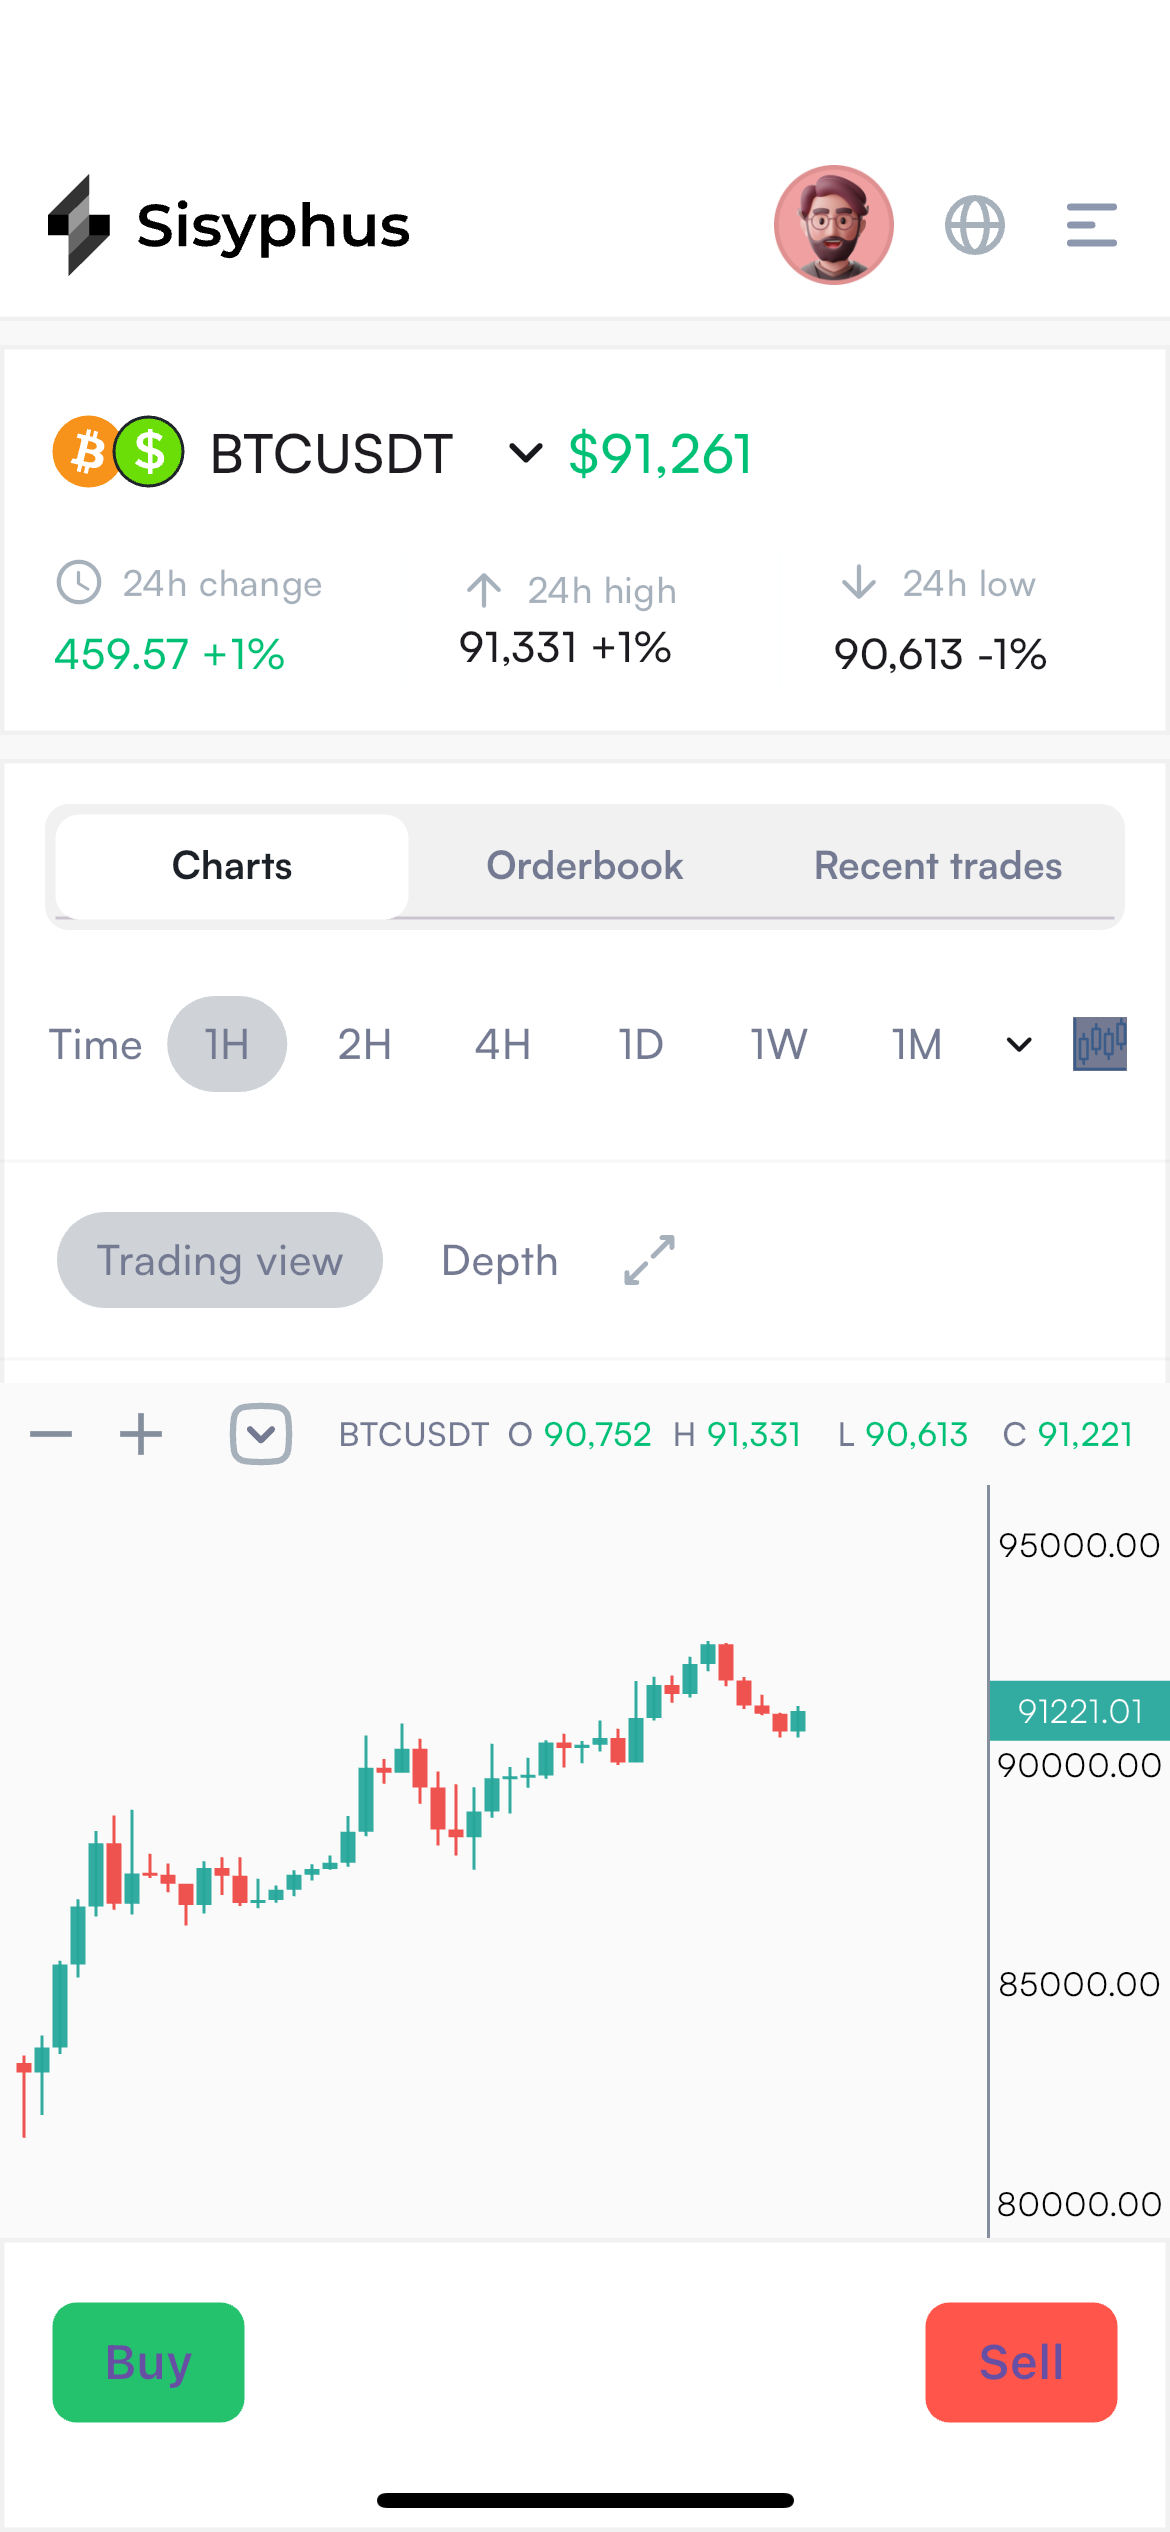 Sisyphus
BTCUSDT $91,261
24h change 24h high 24h low
459.57 +1% 91,331 +1% 90,613 -1%
Charts Orderbook Recent trades
Time 1H 2H 4H 1D 1W 1M
Trading view Depth
BTCUSDT O 90,752 H 91,331 L 90,613 C 91,221
95000.00
91221.01
90000.00
85000.00
80000.00
Buy Sell